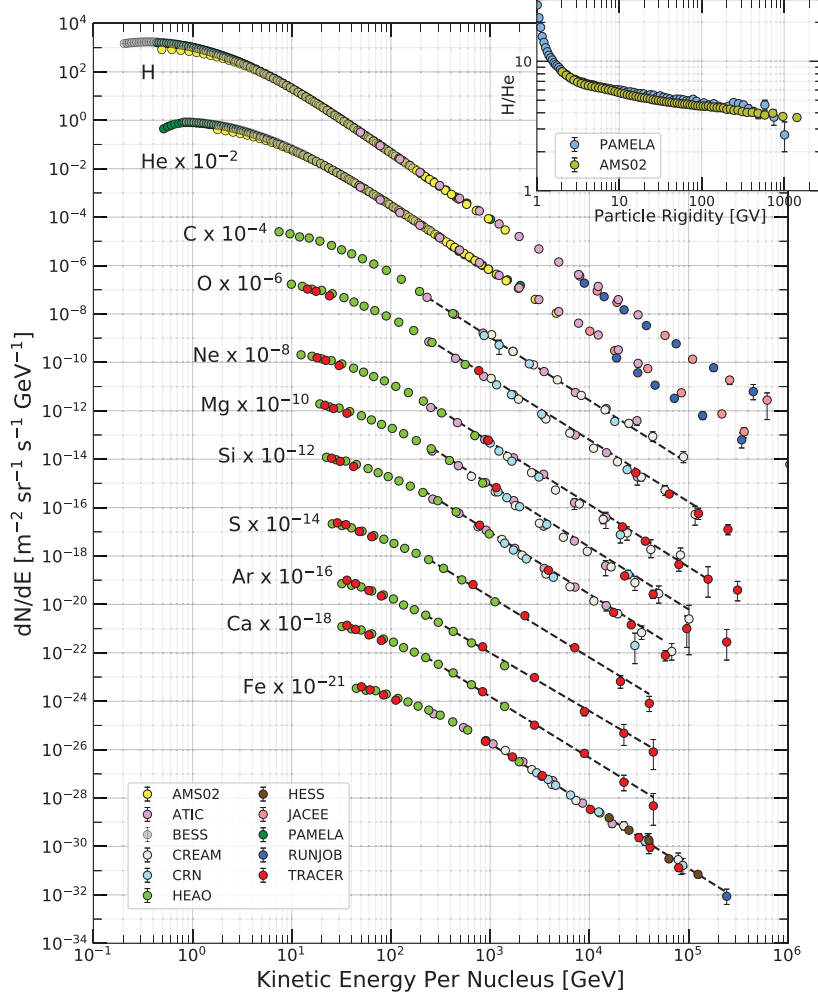 10^4
10^2
10^0
10^-2
10^-4
10^-6
10^-8
10^-10
10^-12
10^-14
10^-16
10^-18
10^-20
10^-22
10^-24
10^-26
10^-28
10^-30
10^-32
10^-34
dN/dE [m^-2 sr^-1 s^-1 GeV^-1]
H
He x 10^-2
C x 10^-4
O x 10^-6
Ne x 10^-8
Mg x 10^-10
Si x 10^-12
S x 10^-14
Ar x 10^-16
Ca x 10^-18
Fe x 10^-21
H/He
10
1
PAMELA
AMS02
1 10 100 1000
Particle Rigidity [GV]
AMS02
ATIC
BESS
CREAM
CRN
HEAO
HESS
JACEE
PAMELA
RUNJOB
TRACER
10^-1 10^0 10^1 10^2 10^3 10^4 10^5 10^6
Kinetic Energy Per Nucleus [GeV]